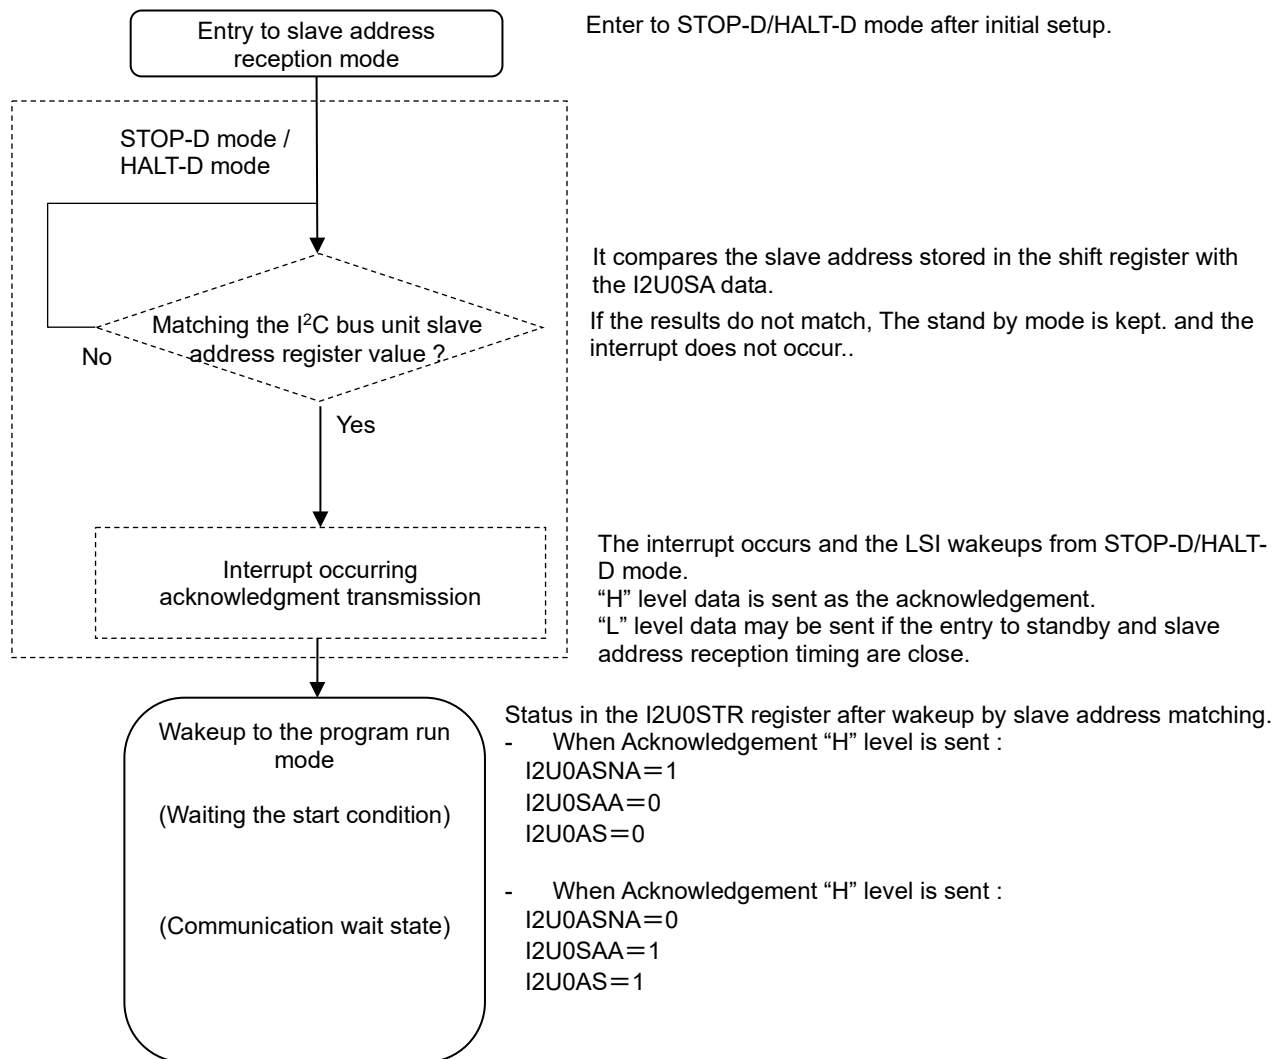 Entry to slave address
reception mode
Enter to STOP-D/HALT-D mode after initial setup.
STOP-D mode /
HALT-D mode
Matching the I²C bus unit slave
address register value ?
No
Yes
It compares the slave address stored in the shift register with
the I2U0SA data.
If the results do not match, The stand by mode is kept. and the
interrupt does not occur..
Interrupt occurring
acknowledgment transmission
The interrupt occurs and the LSI wakeups from STOP-D/HALT-
D mode.
“H” level data is sent as the acknowledgement.
“L” level data may be sent if the entry to standby and slave
address reception timing are close.
Wakeup to the program run
mode
(Waiting the start condition)
(Communication wait state)
Status in the I2U0STR register after wakeup by slave address matching.
- When Acknowledgement “H” level is sent :
I2U0ASNA＝1
I2U0SAA＝0
I2U0AS＝0
- When Acknowledgement “H” level is sent :
I2U0ASNA＝0
I2U0SAA＝1
I2U0AS＝1